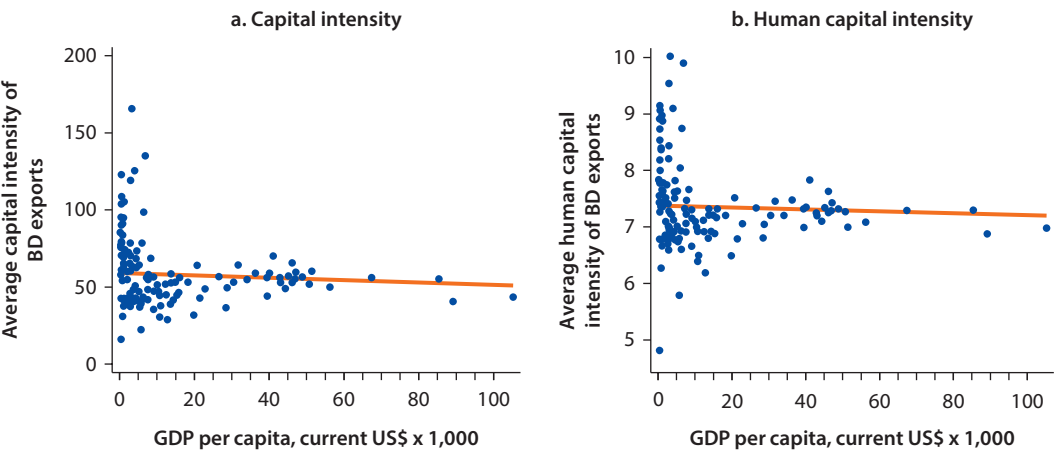 a. Capital intensity
Average capital intensity of
BD exports
200
150
100
50
0
0 20 40 60 80 100
GDP per capita, current US$ x 1,000
b. Human capital intensity
Average human capital
intensity of BD exports
10
9
8
7
6
5
0 20 40 60 80 100
GDP per capita, current US$ x 1,000